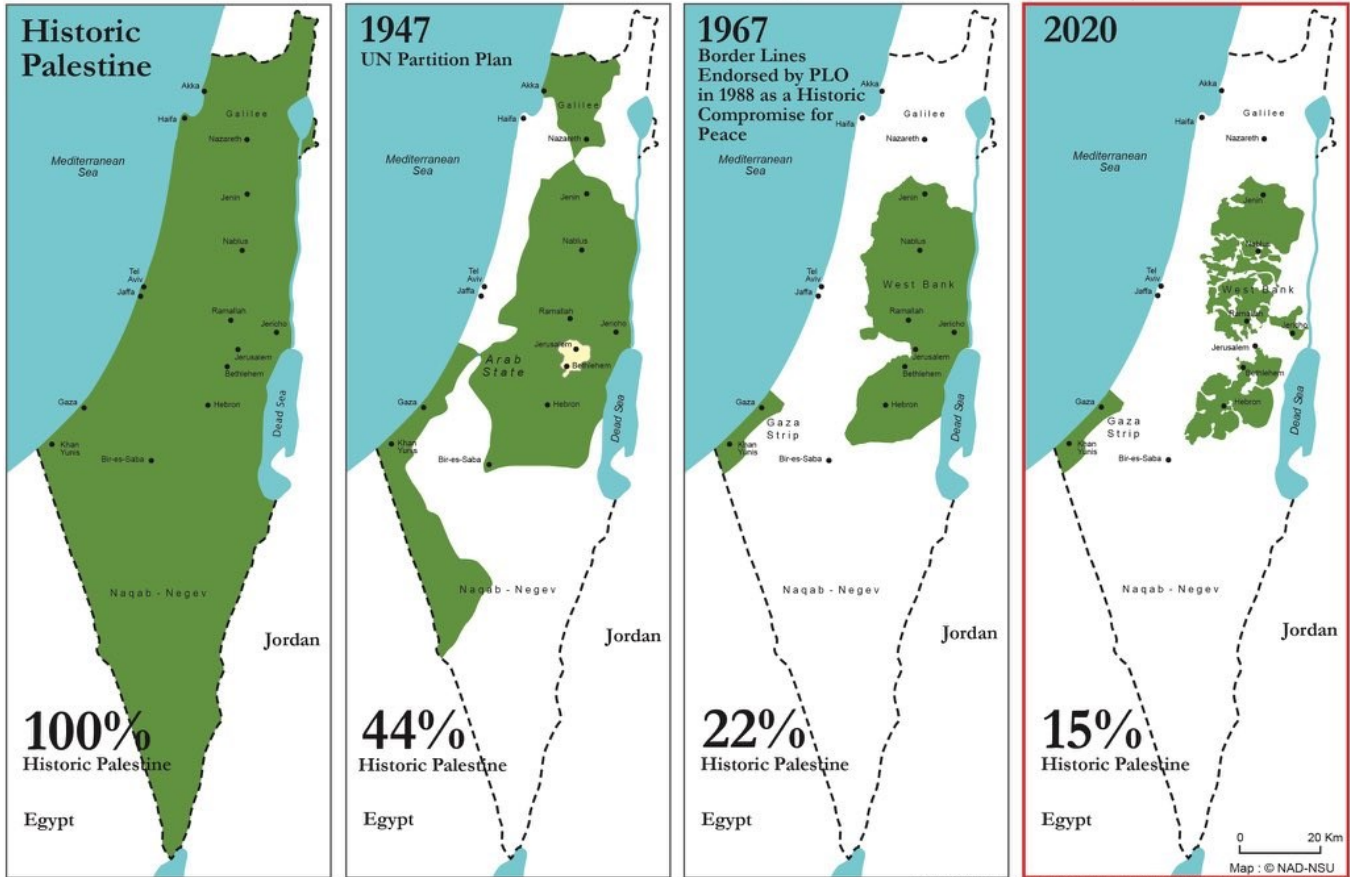 Historic
Palestine
Akka
Haifa
Galilee
Nazareth
Mediterranean
Sea
Jenin
Nablus
Tel
Aviv
Jaffa
Ramallah
Jericho
Jerusalem
Bethlehem
Gaza
Hebron
Dead Sea
Khan
Yunis
Bir-es-Saba
Naqab - Negev
Jordan
100%
Historic Palestine
Egypt
1947
UN Partition Plan
Akka
Galilee
Haifa
Nazareth
Mediterranean
Sea
Jenin
Nablus
Tel
Aviv
Jaffa
Ramallah
Jericho
Jerusalem
Arab
State
Bethlehem
Gaza
Hebron
Dead Sea
Khan
Yunis
Bir-es-Saba
Naqab - Negev
Jordan
44%
Historic Palestine
Egypt
1967
Border Lines
Endorsed by PLO
in 1988 as a Historic
Compromise for
Peace
Akka
Galilee
Haifa
Nazareth
Mediterranean
Sea
Jenin
Nablus
Tel
Aviv
West Bank
Jaffa
Ramallah
Jericho
Jerusalem
Bethlehem
Gaza
Hebron
Dead Sea
Gaza
Strip
Khan
Yunis
Bir-es-Saba
Naqab - Negev
Jordan
22%
Historic Palestine
Egypt
2020
Akka
Galilee
Haifa
Nazareth
Mediterranean
Sea
Jenin
Nablus
Tel
Aviv
West Bank
Jaffa
Ramallah
Jericho
Jerusalem
Bethlehem
Gaza
Hebron
Dead Sea
Gaza
Strip
Khan
Yunis
Bir-es-Saba
Naqab - Negev
Jordan
15%
Historic Palestine
Egypt
0 20 Km
Map : © NAD-NSU